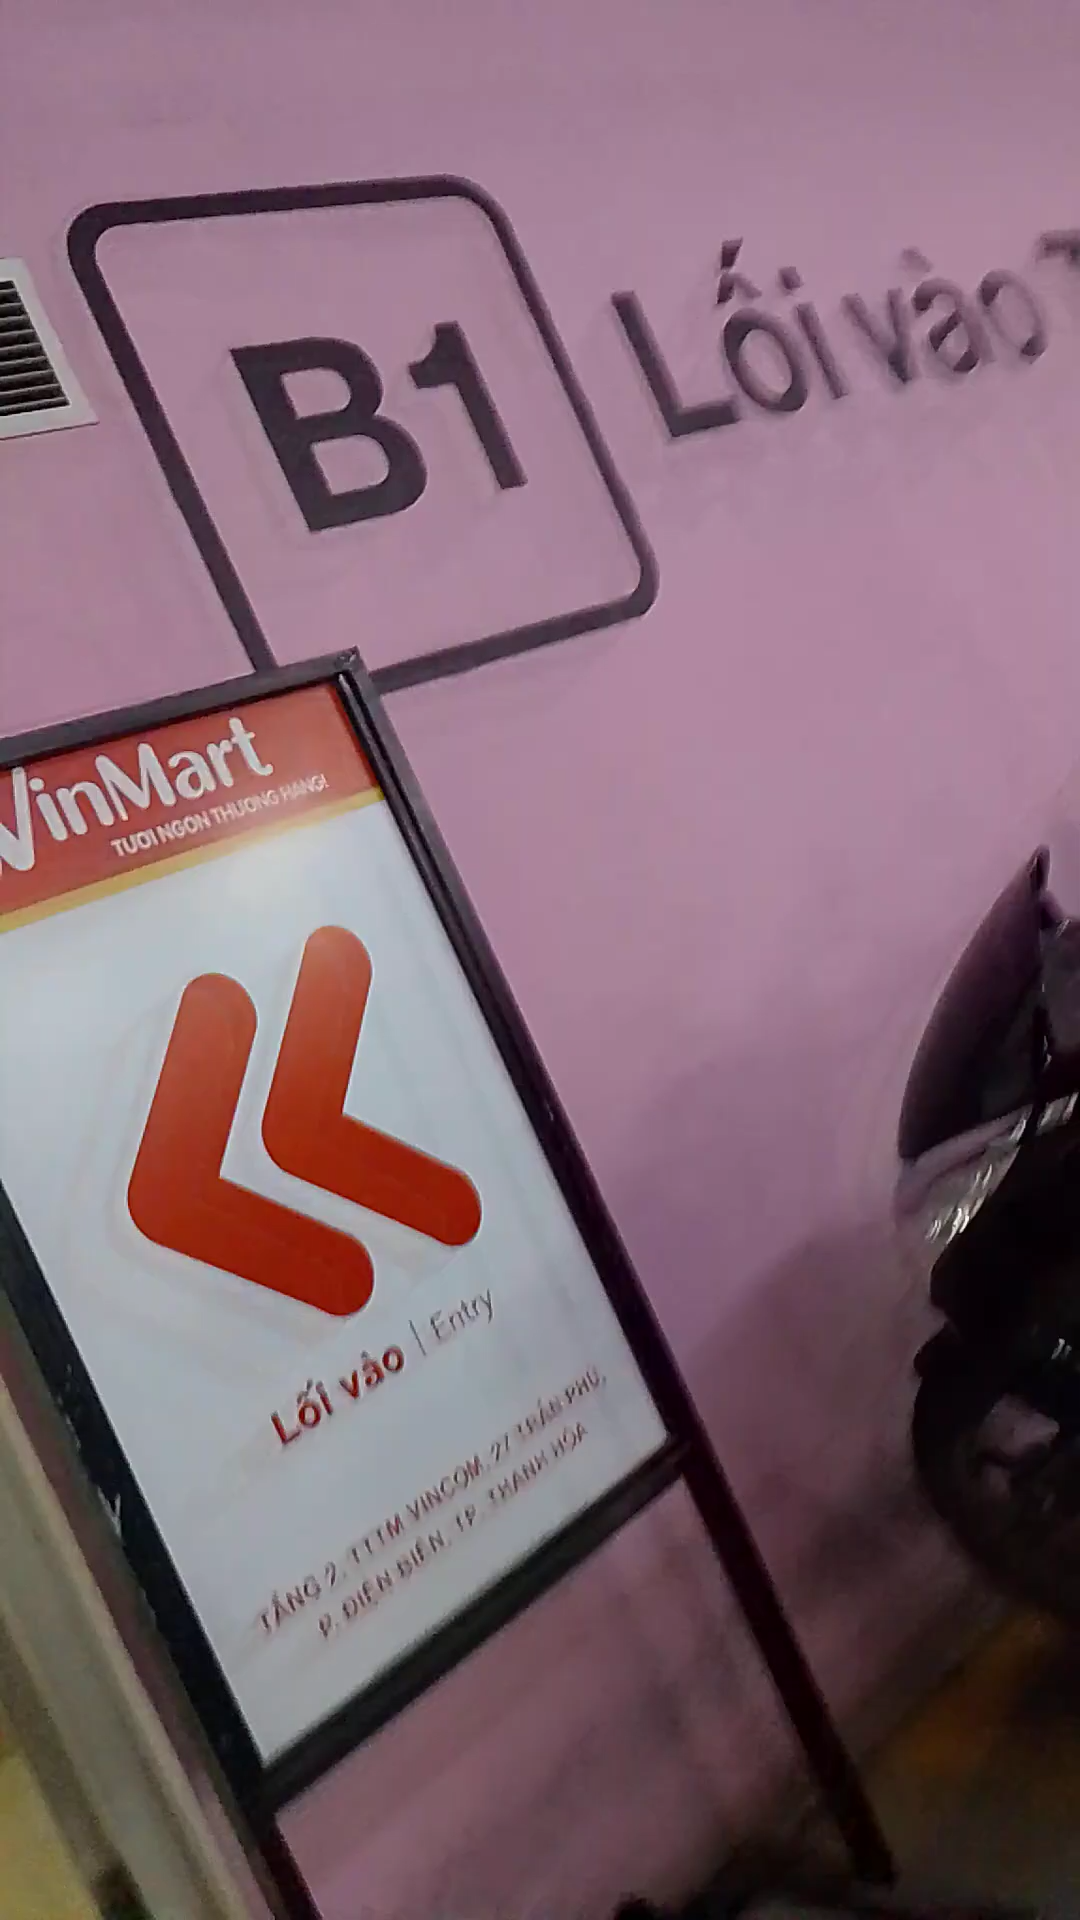 B1
Lối vào T
WinMart
TƯƠI NGON THƯỢNG HẠNG!
Lối vào | Entry
TẦNG 2, TTTM VINCOM, 27 TRẦN PHÚ,
P. ĐIỆN BIÊN, TP. THANH HÓA